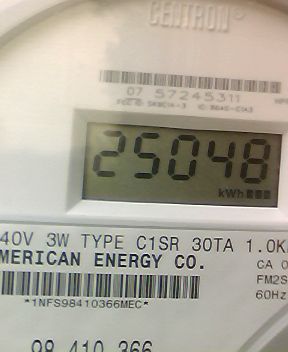 CENTRON
07 57245311
25048
kWh
40V 3W TYPE C1SR 30TA 1.0K
MERICAN ENERGY CO.
CA 0
FM2S
60Hz
*1NFS98410366MEC*
98 410 366